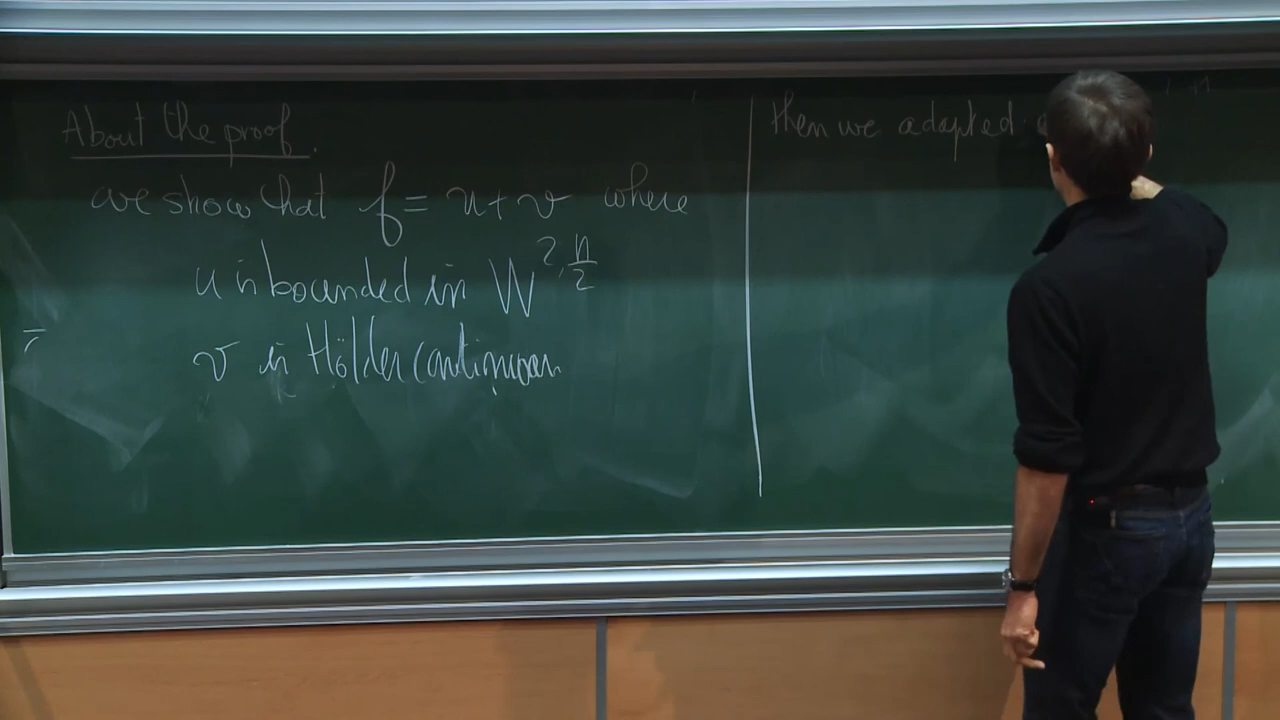 About the proof.
we show that f = u + v where
u is bounded in W^{2, n/2}
v is Hölder continuous
then we adapted